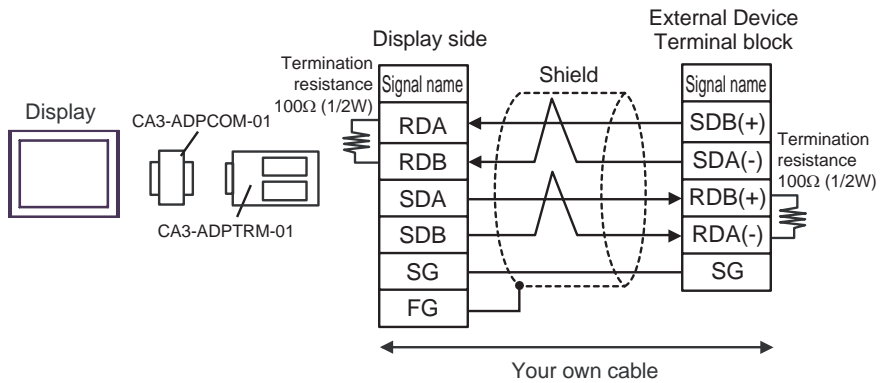 Display
CA3-ADPCOM-01
CA3-ADPTRM-01
Termination
resistance
100Ω (1/2W)
Display side
Signal name
RDA
RDB
SDA
SDB
SG
FG
Shield
External Device
Terminal block
Signal name
SDB(+)
SDA(-)
RDB(+)
RDA(-)
SG
Termination
resistance
100Ω (1/2W)
Your own cable